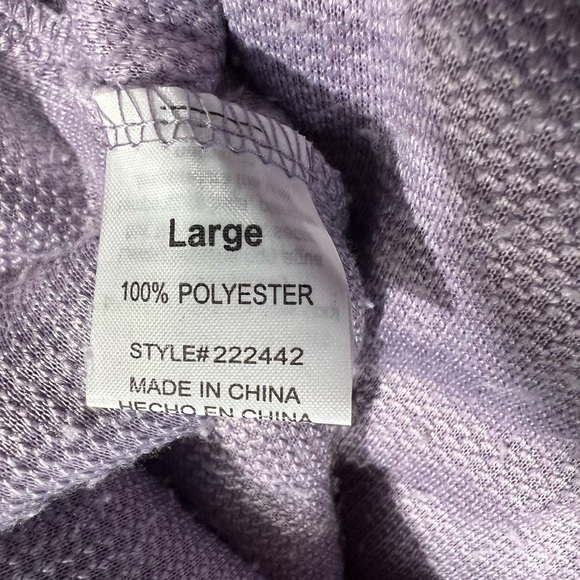 Large
100% POLYESTER
STYLE#222442
MADE IN CHINA
HECHO EN CHINA